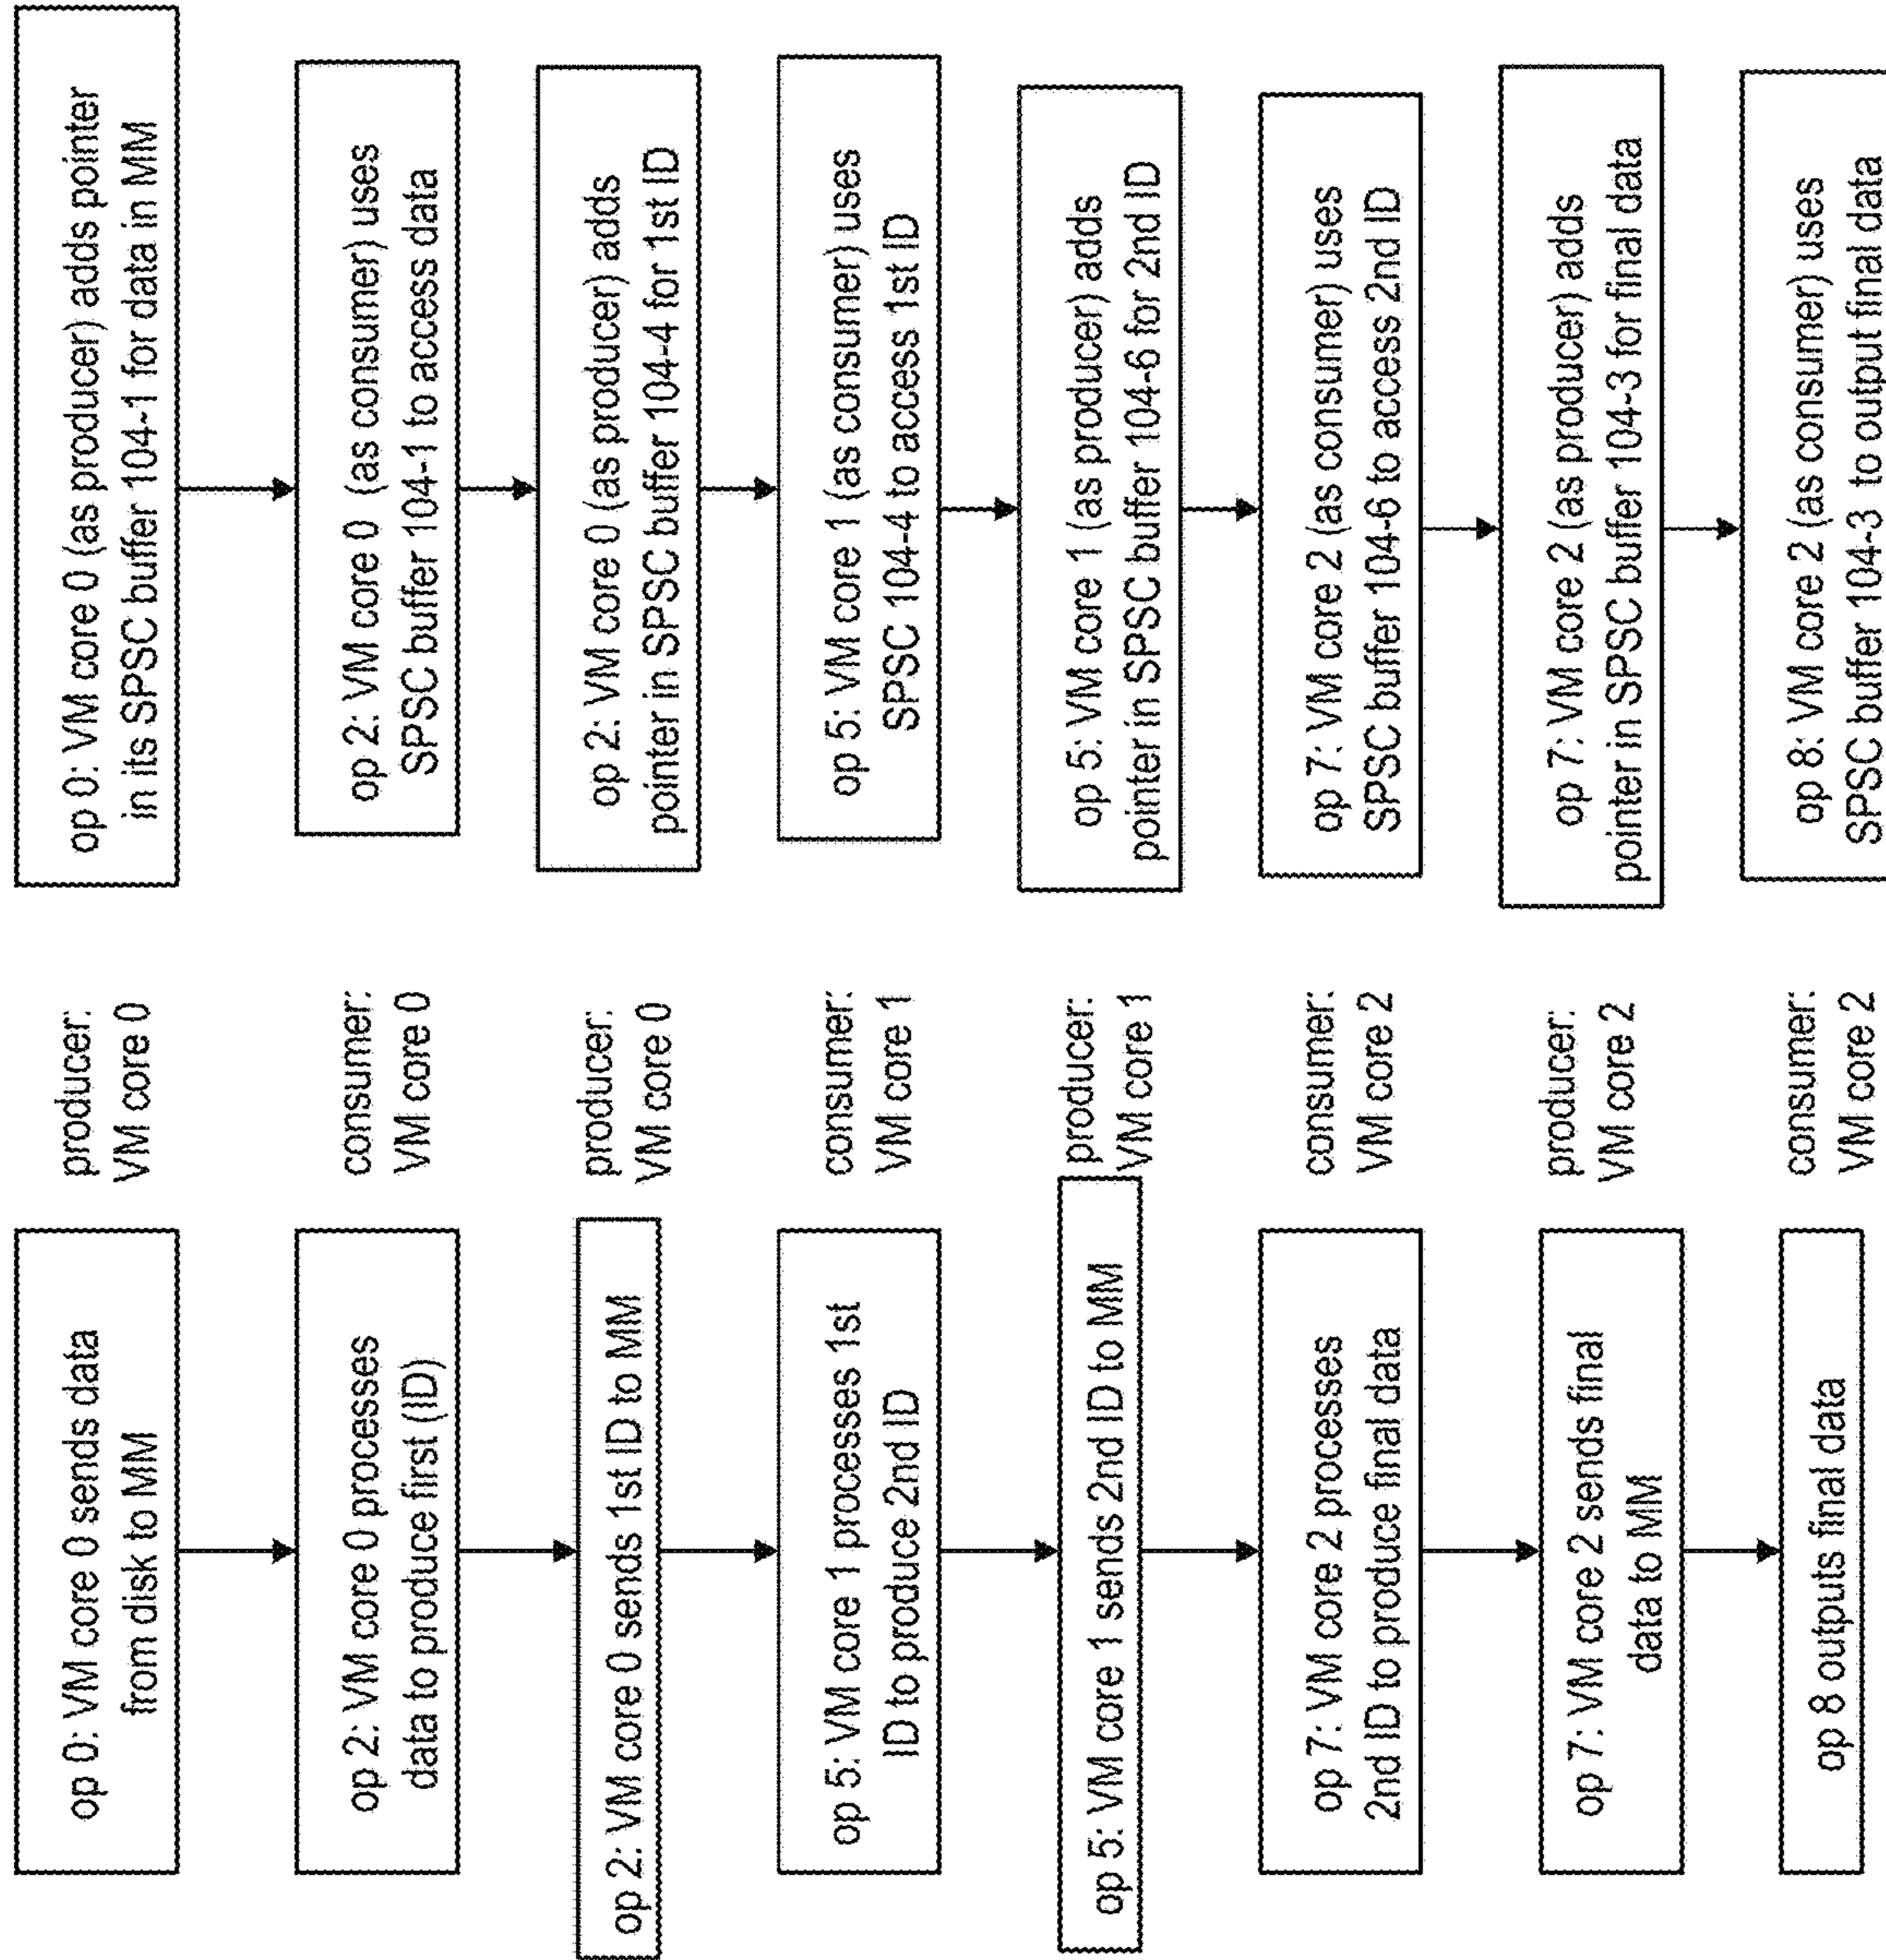 op 0: VM core 0 sends data
from disk to MM
op 2: VM core 0 processes
data to produce first (ID)
op 2: VM core 0 sends 1st ID to MM
op 5: VM core 1 processes 1st
ID to produce 2nd ID
op 5: VM core 1 sends 2nd ID to MM
op 7: VM core 2 processes
2nd ID to produce final data
op 7: VM core 2 sends final
data to MM
op 8 outputs final data
producer:
VM core 0
consumer:
VM core 0
producer:
VM core 0
consumer:
VM core 1
producer:
VM core 1
consumer:
VM core 2
producer:
VM core 2
consumer:
VM core 2
op 0: VM core 0 (as producer) adds pointer
in its SPSC buffer 104-1 for data in MM
op 2: VM core 0 (as consumer) uses
SPSC buffer 104-1 to access data
op 2: VM core 0 (as producer) adds
pointer in SPSC buffer 104-4 for 1st ID
op 5: VM core 1 (as consumer) uses
SPSC 104-4 to access 1st ID
op 5: VM core 1 (as producer) adds
pointer in SPSC buffer 104-6 for 2nd ID
op 7: VM core 2 (as consumer) uses
SPSC buffer 104-6 to access 2nd ID
op 7: VM core 2 (as producer) adds
pointer in SPSC buffer 104-3 for final data
op 8: VM core 2 (as consumer) uses
SPSC buffer 104-3 to output final data